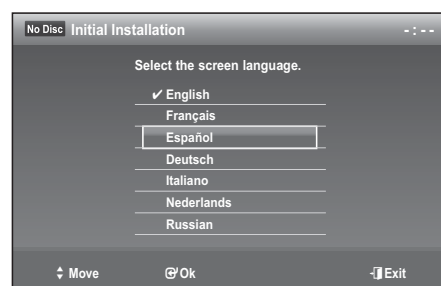 No Disc Initial Installation -:--
Select the screen language.
✔ English
Français
Español
Deutsch
Italiano
Nederlands
Russian
Move Ok Exit